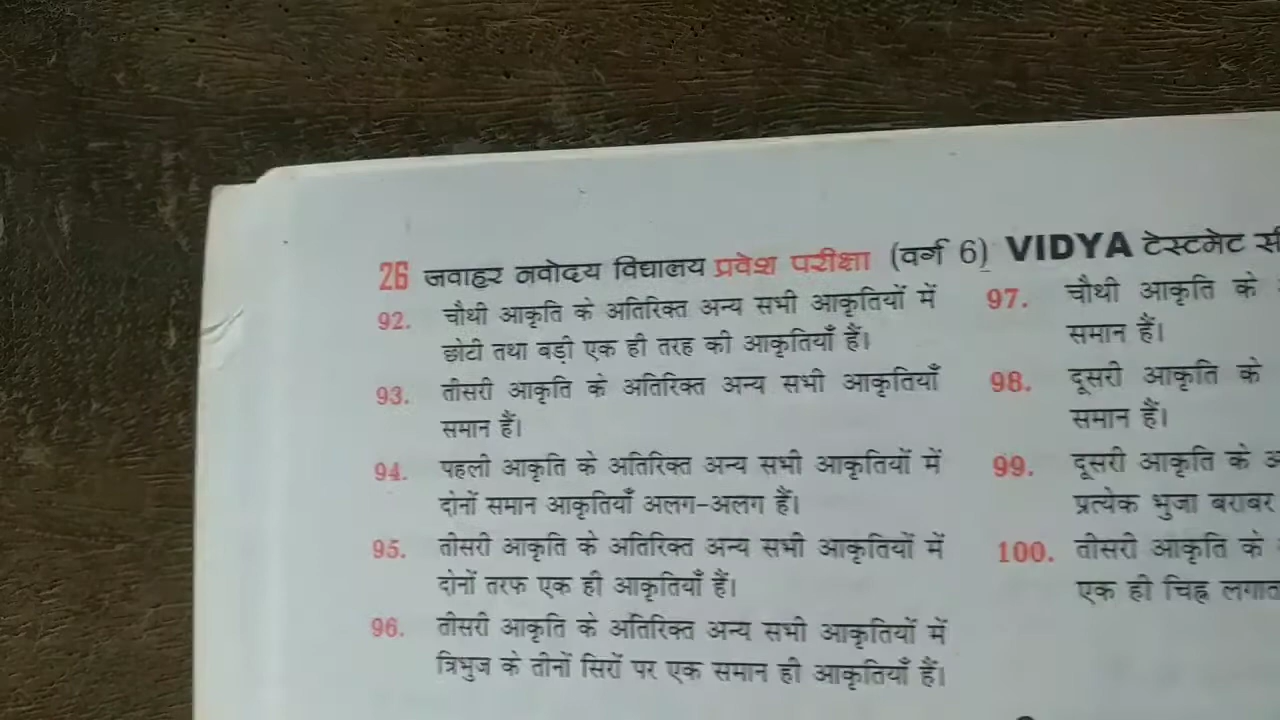 26 जवाहर नवोदय विद्यालय प्रवेश परीक्षा (वर्ग 6) VIDYA टेस्टमेट
92. चौथी आकृति के अतिरिक्त अन्य सभी आकृतियों में
छोटी तथा बड़ी एक ही तरह की आकृतियाँ हैं।
93. तीसरी आकृति के अतिरिक्त अन्य सभी आकृतियाँ
समान हैं।
94. पहली आकृति के अतिरिक्त अन्य सभी आकृतियों में
दोनों समान आकृतियाँ अलग-अलग हैं।
95. तीसरी आकृति के अतिरिक्त अन्य सभी आकृतियों में
दोनों तरफ एक ही आकृतियाँ हैं।
96. तीसरी आकृति के अतिरिक्त अन्य सभी आकृतियों में
त्रिभुज के तीनों सिरों पर एक समान ही आकृतियाँ हैं।
97. चौथी आकृति के
समान हैं।
98. दूसरी आकृति के
समान हैं।
99. दूसरी आकृति के
प्रत्येक भुजा बराबर
100. तीसरी आकृति के
एक ही चिह्न